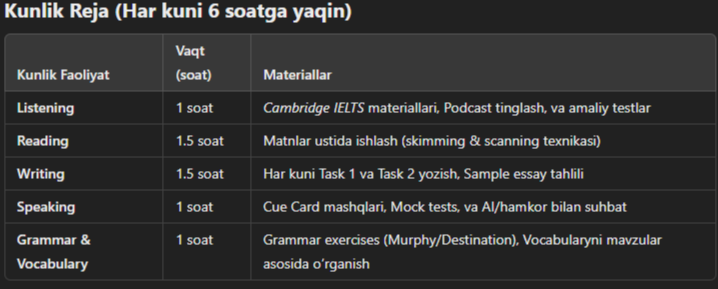 Kunlik Reja (Har kuni 6 soatga yaqin)
Kunlik Faoliyat
Vaqt
(soat)
Materiallar
Listening
1 soat
Cambridge IELTS materiallari, Podcast tinglash, va amaliy testlar
Reading
1.5 soat
Matnlar ustida ishlash (skimming & scanning texnikasi)
Writing
1.5 soat
Har kuni Task 1 va Task 2 yozish, Sample essay tahlili
Speaking
1 soat
Cue Card mashqlari, Mock tests, va AI/hamkor bilan suhbat
Grammar &
Vocabulary
1 soat
Grammar exercises (Murphy/Destination), Vocabularyni mavzular
asosida o‘rganish